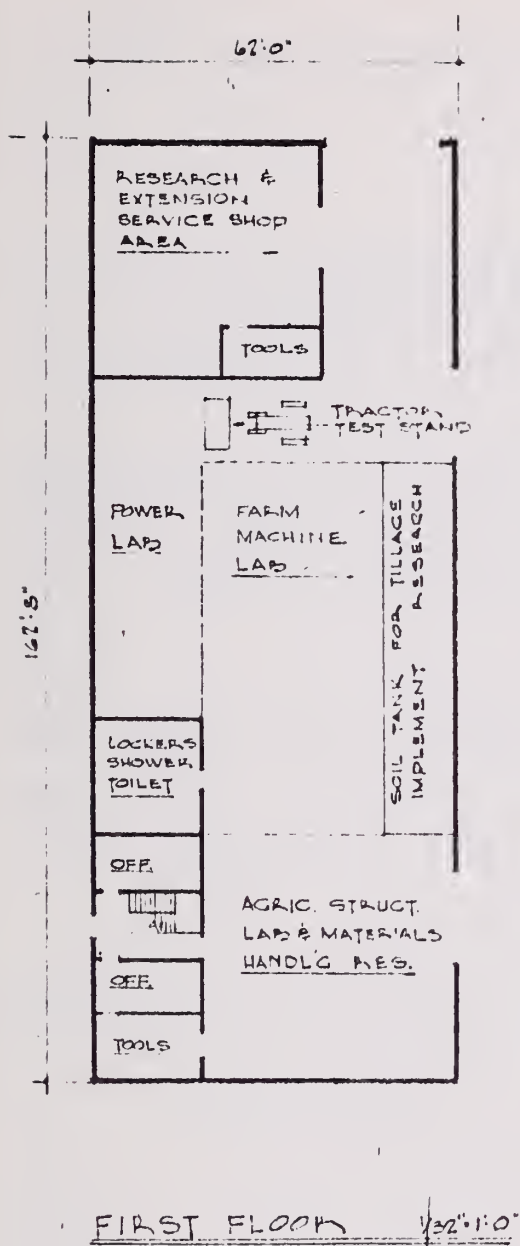 62'-0"
RESEARCH &
EXTENSION
SERVICE SHOP
AREA
TOOLS
TRACTOR
TEST STAND
POWER
LAB
FARM
MACHINE
LAB
SOIL TANK FOR TILLAGE
IMPLEMENT RESEARCH
162'-8"
LOCKERS
SHOWER
TOILET
OFF.
AGRIC. STRUCT.
LAB & MATERIALS
HANDL'G RES.
OFF.
TOOLS
FIRST FLOOR 1/32"=1'-0"